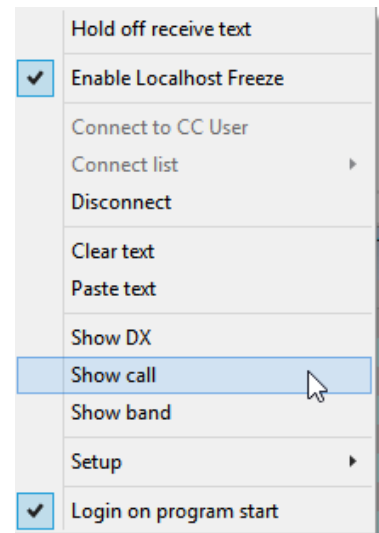 Hold off receive text
Enable Localhost Freeze
Connect to CC User
Connect list
Disconnect
Clear text
Paste text
Show DX
Show call
Show band
Setup
Login on program start